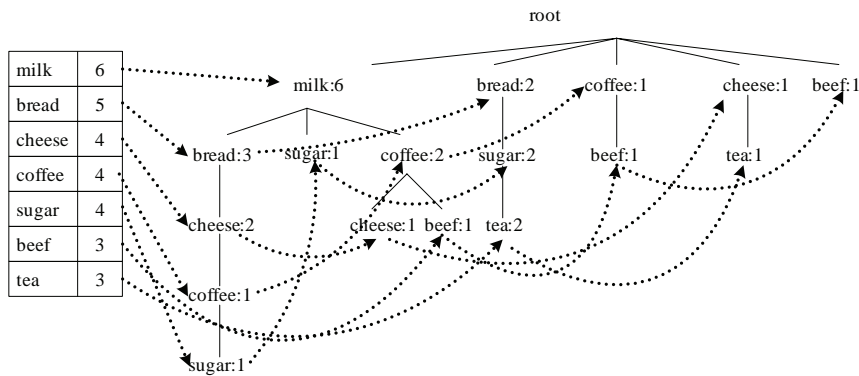 root
milk 6
bread 5
cheese 4
coffee 4
sugar 4
beef 3
tea 3
milk:6 bread:2 coffee:1 cheese:1 beef:1
bread:3 sugar:1 coffee:2 sugar:2 beef:1 tea:1
cheese:2 cheese:1 beef:1 tea:2
coffee:1
sugar:1